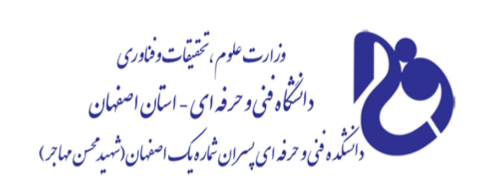 وزارت علوم، تحقیقات و فناوری
دانشگاه فنی و حرفه ای - استان اصفهان
دانشکده فنی و حرفه ای پسران شماره یک اصفهان (شهید محسن مهاجر)